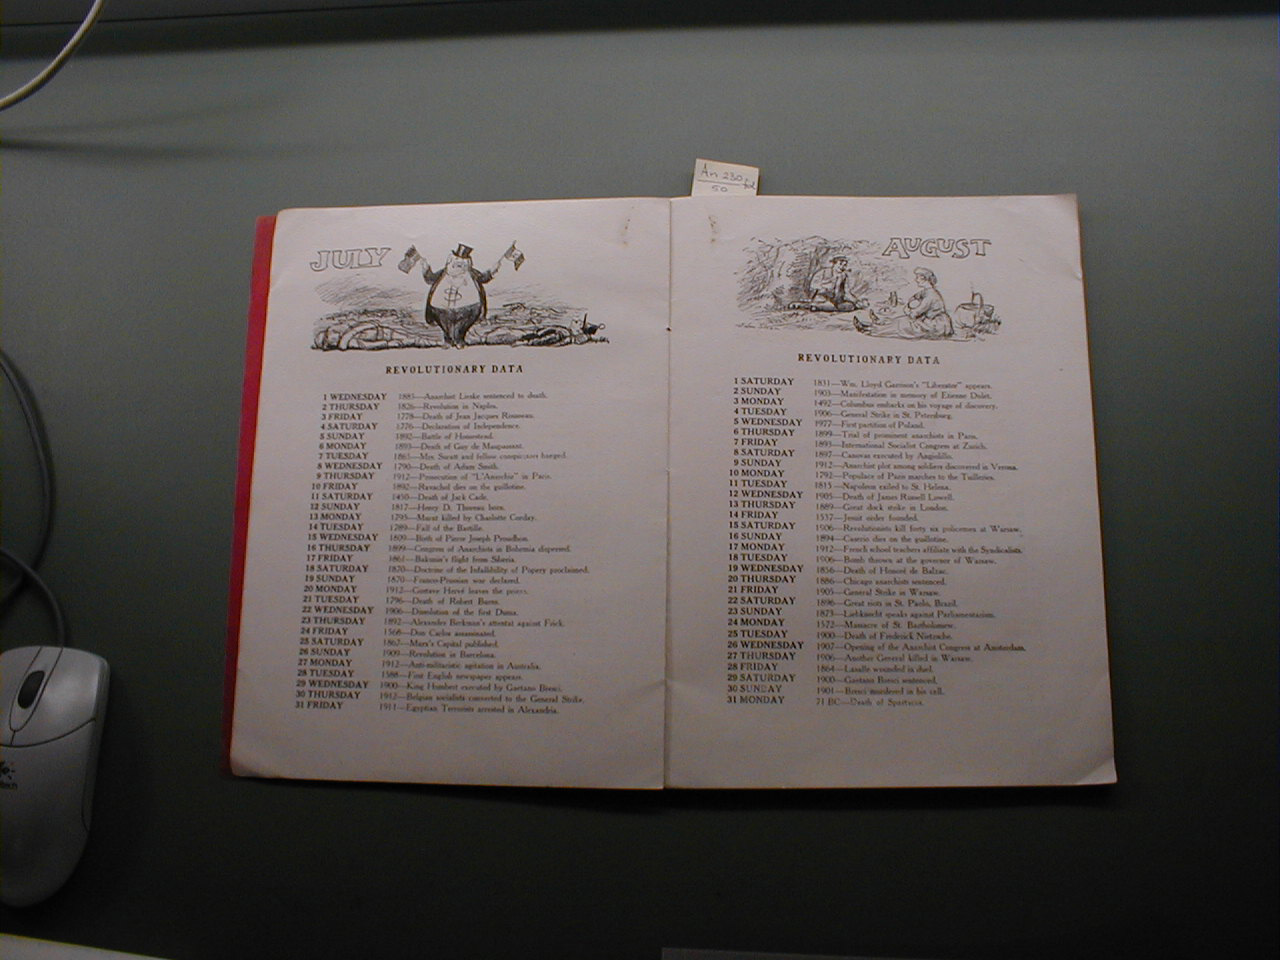 An 230 fol
50
JULY
REVOLUTIONARY DATA
1 WEDNESDAY 1885—Anarchist Lieske sentenced to death.
2 THURSDAY 1826—Revolution in Naples.
3 FRIDAY 1778—Death of Jean Jacques Rousseau.
4 SATURDAY 1776—Declaration of Independence.
5 SUNDAY 1892—Battle of Homestead.
6 MONDAY 1893—Death of Guy de Maupassant.
7 TUESDAY 1865—Mrs. Suratt and fellow conspirators hanged.
8 WEDNESDAY 1790—Death of Adam Smith.
9 THURSDAY 1912—Prosecution of "L'Anarchie" in Paris.
10 FRIDAY 1892—Ravachol dies on the guillotine.
11 SATURDAY 1450—Death of Jack Cade.
12 SUNDAY 1817—Henry D. Thoreau born.
13 MONDAY 1793—Marat killed by Charlotte Corday.
14 TUESDAY 1789—Fall of the Bastille.
15 WEDNESDAY 1809—Birth of Pierre Joseph Proudhon.
16 THURSDAY 1899—Congress of Anarchists in Bohemia dispersed.
17 FRIDAY 1861—Bakunin's flight from Siberia.
18 SATURDAY 1870—Doctrine of the Infallibility of Popery proclaimed.
19 SUNDAY 1870—Franco-Prussian war declared.
20 MONDAY 1912—Gustave Hervé leaves the prison.
21 TUESDAY 1796—Death of Robert Burns.
22 WEDNESDAY 1906—Dissolution of the first Duma.
23 THURSDAY 1892—Alexander Berkman's attentat against Frick.
24 FRIDAY 1568—Don Carlos assassinated.
25 SATURDAY 1867—Marx's Capital published.
26 SUNDAY 1909—Revolution in Barcelona.
27 MONDAY 1912—Anti-militaristic agitation in Australia.
28 TUESDAY 1588—First English newspaper appears.
29 WEDNESDAY 1900—King Humbert executed by Gaetano Bresci.
30 THURSDAY 1912—Belgian socialists converted to the General Strike.
31 FRIDAY 1911—Egyptian Terrorists arrested in Alexandria.
AUGUST
REVOLUTIONARY DATA
1 SATURDAY 1831—Wm. Lloyd Garrison's "Liberator" appears.
2 SUNDAY 1903—Manifestation in memory of Etienne Dolet.
3 MONDAY 1492—Columbus embarks on his voyage of discovery.
4 TUESDAY 1906—General Strike in St. Petersburg.
5 WEDNESDAY 1977—First partition of Poland.
6 THURSDAY 1899—Trial of prominent anarchists in Paris.
7 FRIDAY 1893—International Socialist Congress at Zurich.
8 SATURDAY 1897—Canovas executed by Angiolillo.
9 SUNDAY 1912—Anarchist plot among soldiers discovered in Verona.
10 MONDAY 1792—Populace of Paris marches to the Tuilleries.
11 TUESDAY 1815—Napoleon exiled to St. Helena.
12 WEDNESDAY 1905—Death of James Russell Lowell.
13 THURSDAY 1889—Great dock strike in London.
14 FRIDAY 1537—Jesuit order founded.
15 SATURDAY 1906—Revolutionists kill forty six policemen at Warsaw.
16 SUNDAY 1894—Caserio dies on the guillotine.
17 MONDAY 1912—French school teachers affiliate with the Syndicalists.
18 TUESDAY 1906—Bomb thrown at the governor of Warsaw.
19 WEDNESDAY 1856—Death of Honoré de Balzac.
20 THURSDAY 1886—Chicago anarchists sentenced.
21 FRIDAY 1905—General Strike in Warsaw.
22 SATURDAY 1896—Great riots in St. Paolo, Brazil.
23 SUNDAY 1873—Liebknecht speaks against Parliamentarism.
24 MONDAY 1572—Massacre of St. Bartholomew.
25 TUESDAY 1900—Death of Frederick Nietzsche.
26 WEDNESDAY 1907—Opening of the Anarchist Congress at Amsterdam.
27 THURSDAY 1906—Another General killed in Warsaw.
28 FRIDAY 1864—Lasalle wounded in duel.
29 SATURDAY 1900—Gaetano Bresci sentenced.
30 SUNDAY 1901—Bresci murdered in his cell.
31 MONDAY 71 BC—Death of Spartacus.